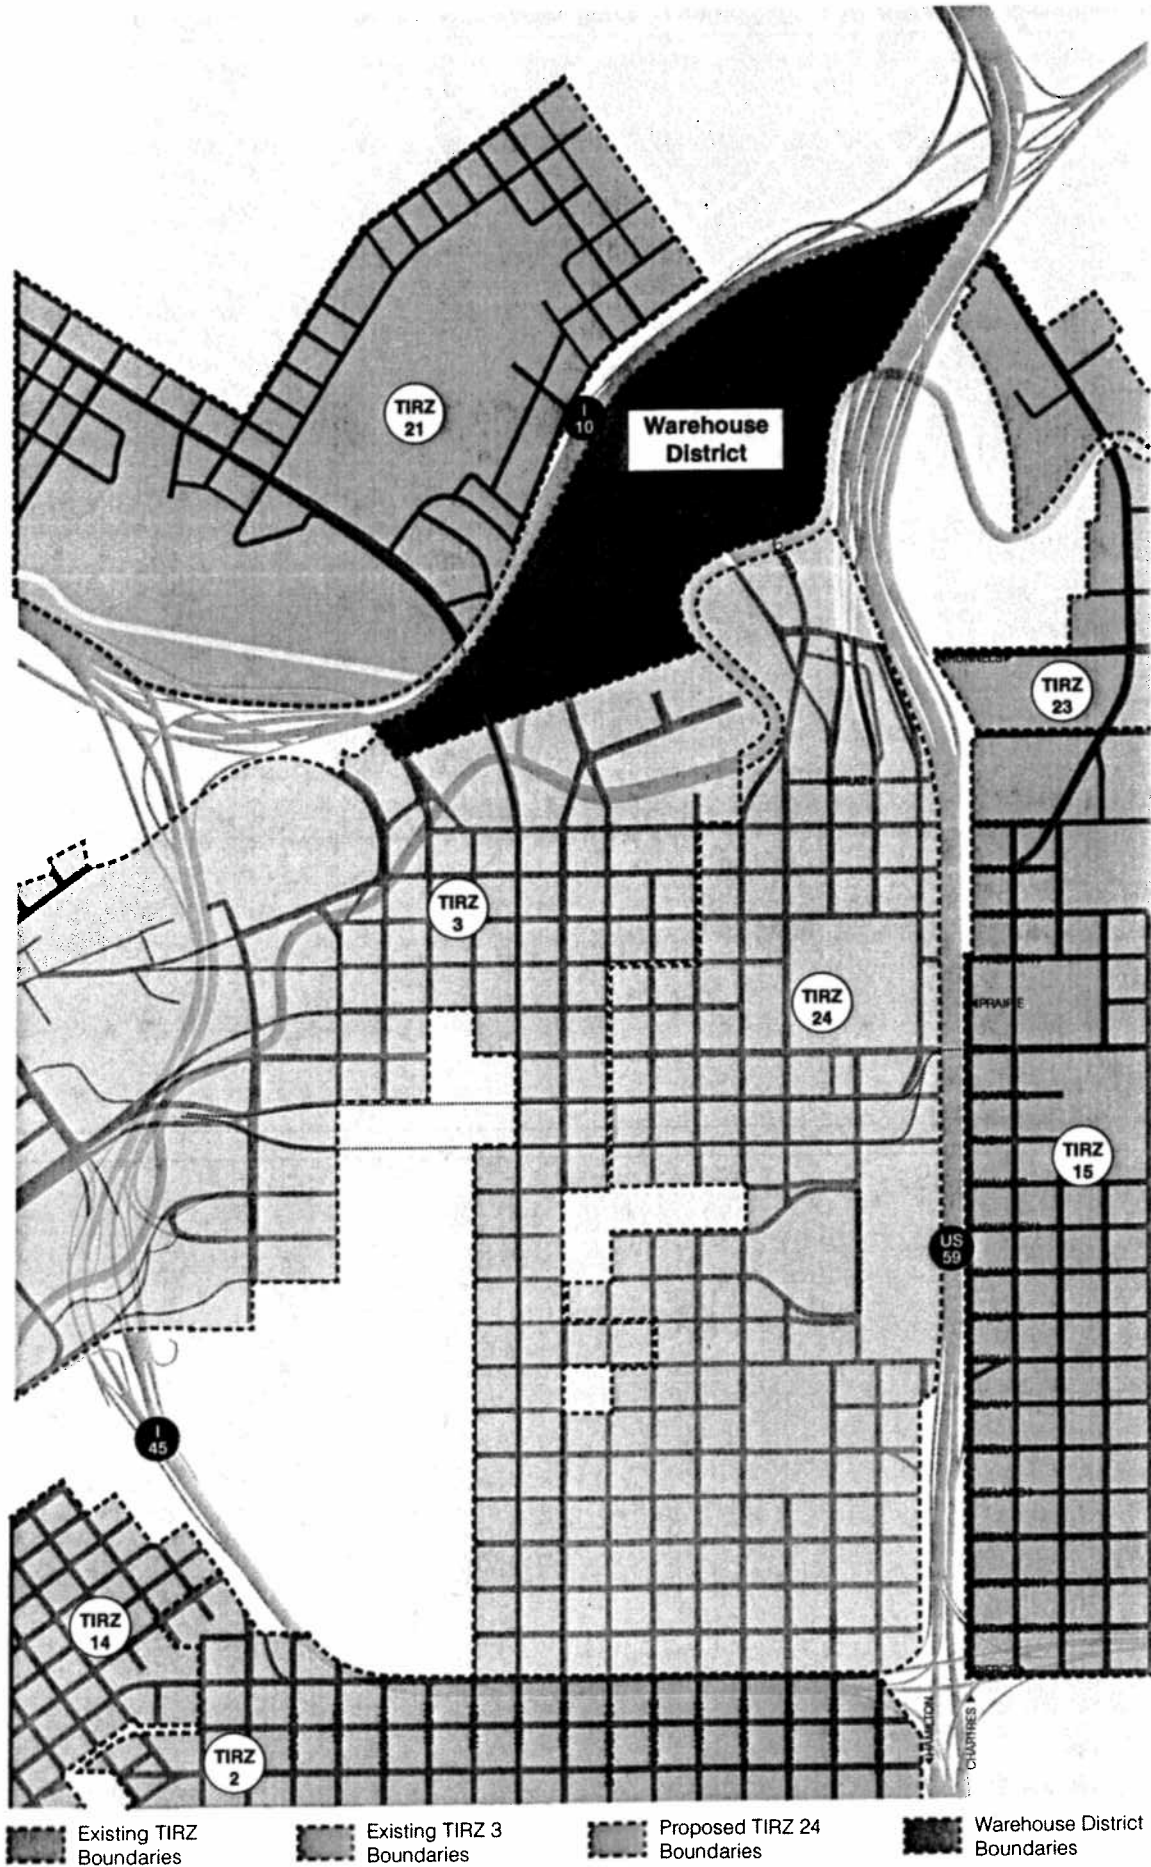 TIRZ
21
I
10
Warehouse
District
TIRZ
23
TIRZ
3
TIRZ
24
PRAIRIE
TIRZ
15
US
59
I
45
TIRZ
14
TIRZ
2
HAMILTON
CHARTRES
Existing TIRZ
Boundaries
Existing TIRZ 3
Boundaries
Proposed TIRZ 24
Boundaries
Warehouse District
Boundaries